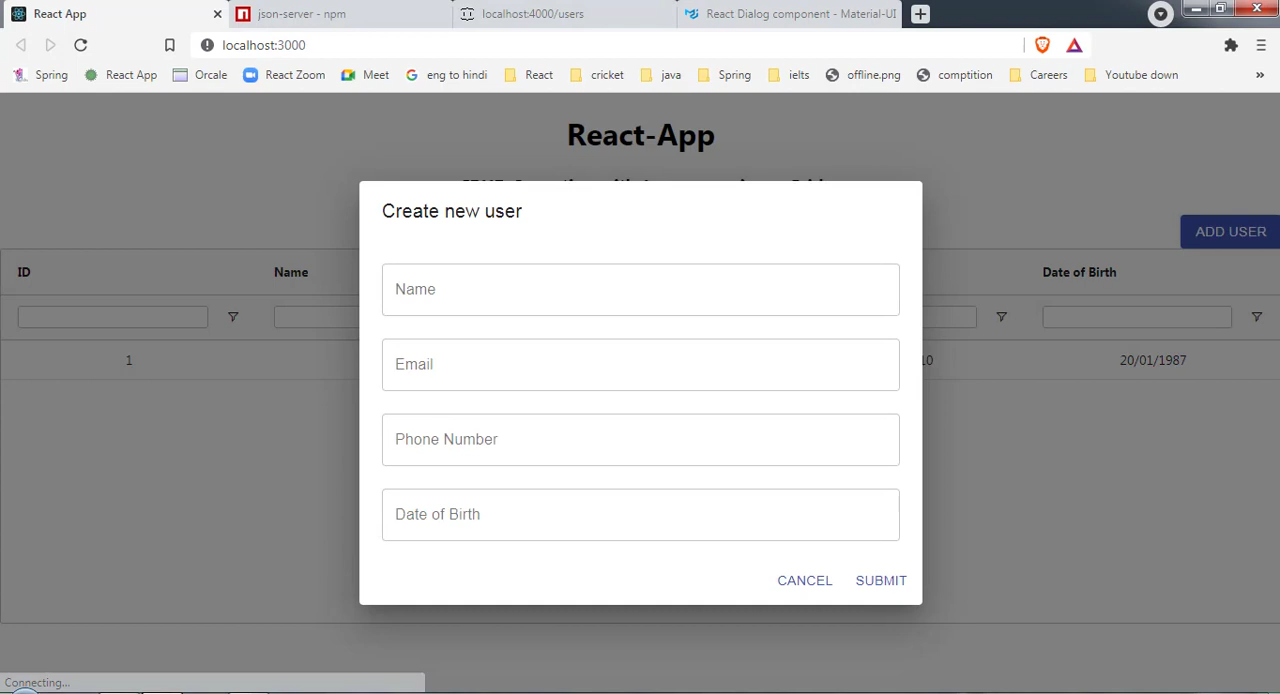 React App
json-server - npm
localhost:4000/users
React Dialog component - Material-UI
localhost:3000
Spring
React App
Orcale
React Zoom
Meet
eng to hindi
React
cricket
java
Spring
ielts
offline.png
comptition
Careers
Youtube down
React-App
Create new user
ADD USER
ID
Name
Date of Birth
Name
1
Email
10
20/01/1987
Phone Number
Date of Birth
CANCEL
SUBMIT
Connecting...